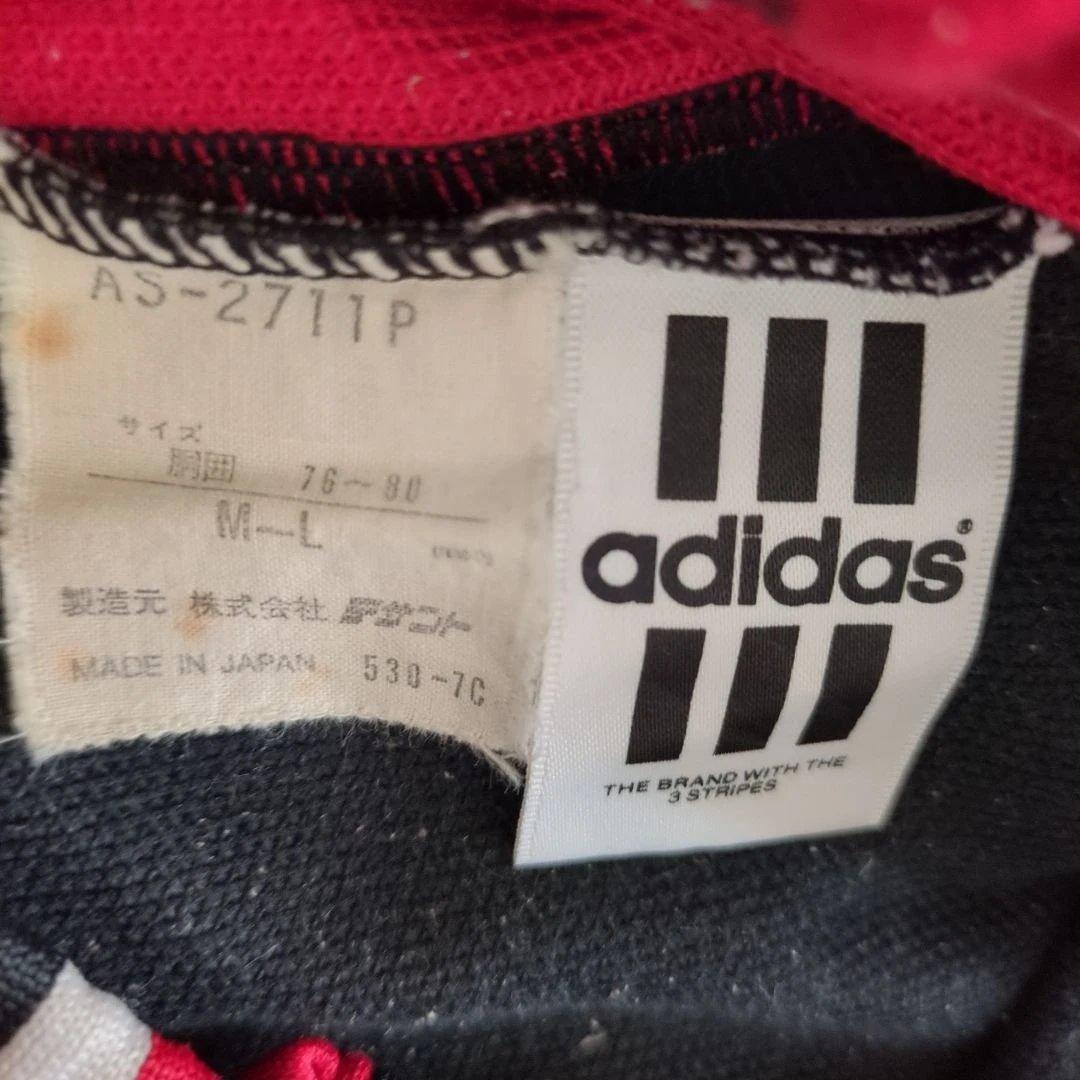 AS-2711P
サイズ
胴囲 76~80
M-L
製造元 株式会社 デサント
MADE IN JAPAN 530-7C
adidas®
THE BRAND WITH THE
3 STRIPES